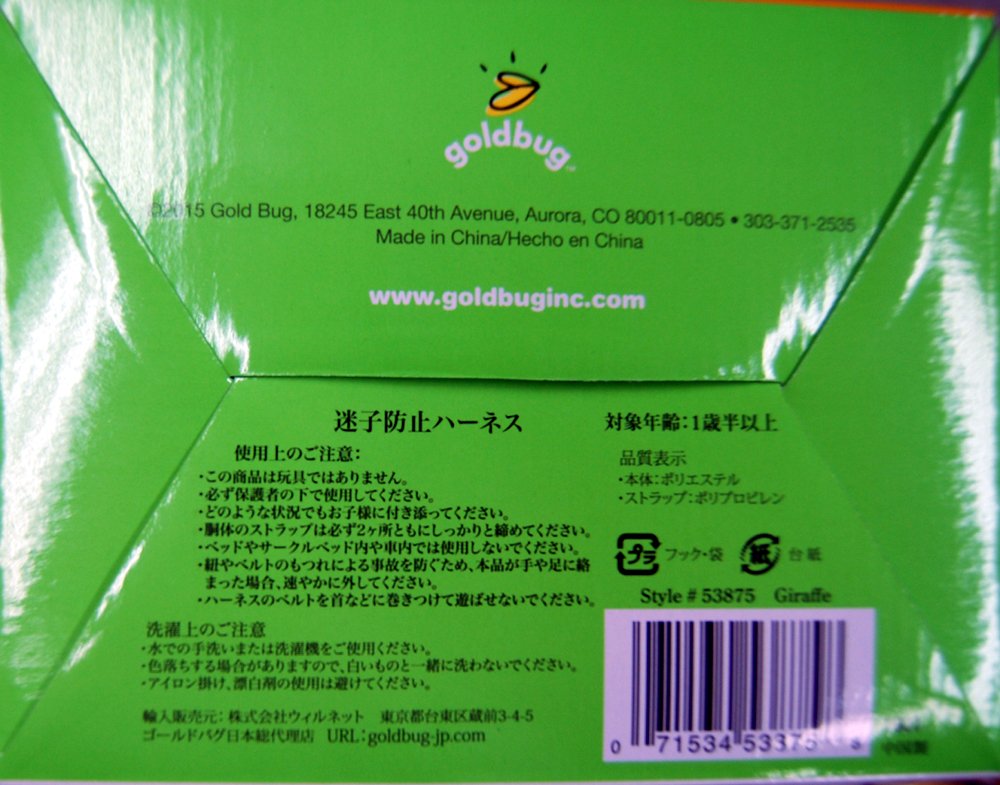 goldbug™
©2015 Gold Bug, 18245 East 40th Avenue, Aurora, CO 80011-0805 • 303-371-2535
Made in China/Hecho en China
www.goldbuginc.com
迷子防止ハーネス
使用上のご注意：
・この商品は玩具ではありません。
・必ず保護者の下で使用してください。
・どのような状況でもお子様に付き添ってください。
・胴体のストラップは必ず2ヶ所ともにしっかりと締めてください。
・ベッドやサークルベッド内や車内では使用しないでください。
・紐やベルトのもつれによる事故を防ぐため、本品が手や足に絡
まった場合、速やかに外してください。
・ハーネスのベルトを首などに巻きつけて遊ばせないでください。
洗濯上のご注意
・水での手洗いまたは洗濯機をご使用ください。
・色落ちする場合がありますので、白いものと一緒に洗わないでください。
・アイロン掛け、漂白剤の使用は避けてください。
輸入販売元：株式会社ウィルネット 東京都台東区蔵前3-4-5
ゴールドバグ日本総代理店 URL：goldbug-jp.com
対象年齢：1歳半以上
品質表示
・本体：ポリエステル
・ストラップ：ポリプロピレン
プラ フック・袋 紙 台紙
Style # 53875 Giraffe
0 71534 53875
中国製